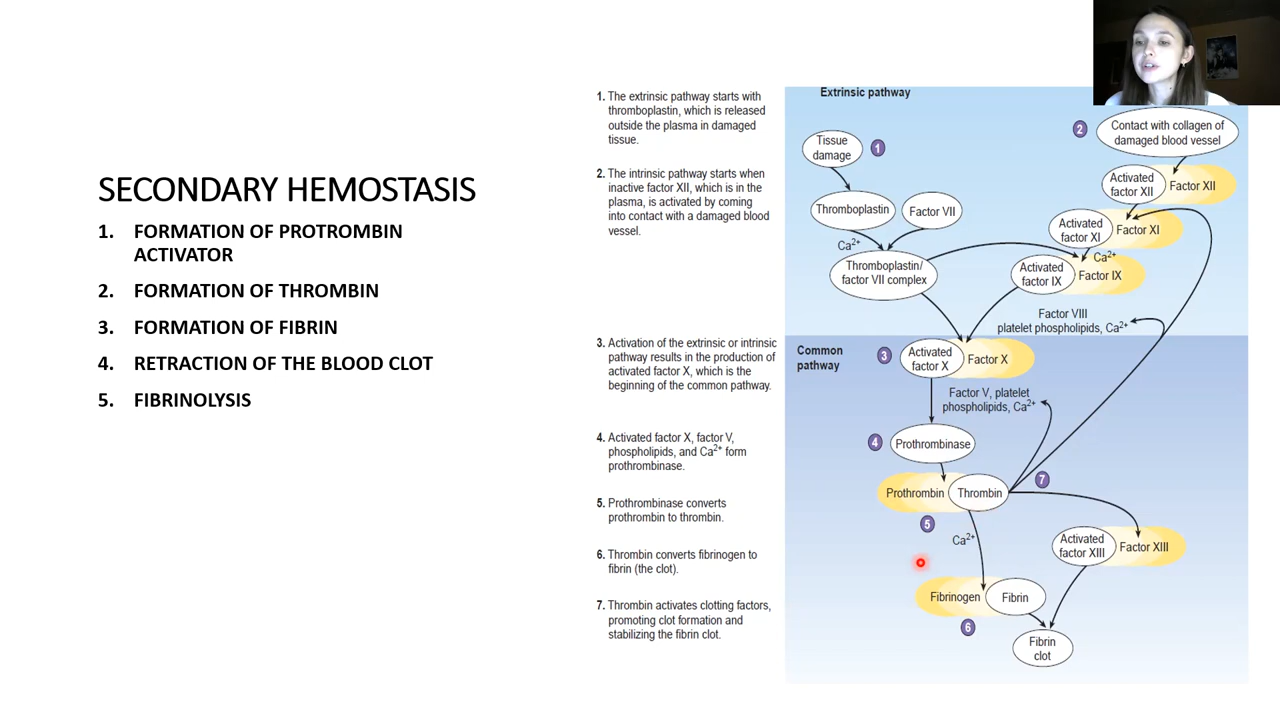 SECONDARY HEMOSTASIS
1. FORMATION OF PROTROMBIN
ACTIVATOR
2. FORMATION OF THROMBIN
3. FORMATION OF FIBRIN
4. RETRACTION OF THE BLOOD CLOT
5. FIBRINOLYSIS
1. The extrinsic pathway starts with
thromboplastin, which is released
outside the plasma in damaged
tissue.
2. The intrinsic pathway starts when
inactive factor XII, which is in the
plasma, is activated by coming
into contact with a damaged blood
vessel.
3. Activation of the extrinsic or intrinsic
pathway results in the production of
activated factor X, which is the
beginning of the common pathway.
4. Activated factor X, factor V,
phospholipids, and Ca²⁺ form
prothrombinase.
5. Prothrombinase converts
prothrombin to thrombin.
6. Thrombin converts fibrinogen to
fibrin (the clot).
7. Thrombin activates clotting factors,
promoting clot formation and
stabilizing the fibrin clot.
Extrinsic pathway
Tissue
damage
1
2
Contact with collagen of
damaged blood vessel
Activated
factor XII
Factor XII
Thromboplastin
Factor VII
Activated
factor XI
Factor XI
Ca²⁺
Ca²⁺
Thromboplastin/
factor VII complex
Activated
factor IX
Factor IX
Factor VIII
platelet phospholipids, Ca²⁺
Common
pathway
3
Activated
factor X
Factor X
Factor V, platelet
phospholipids, Ca²⁺
4
Prothrombinase
Prothrombin
Thrombin
7
5
Ca²⁺
Activated
factor XIII
Factor XIII
Fibrinogen
Fibrin
6
Fibrin
clot